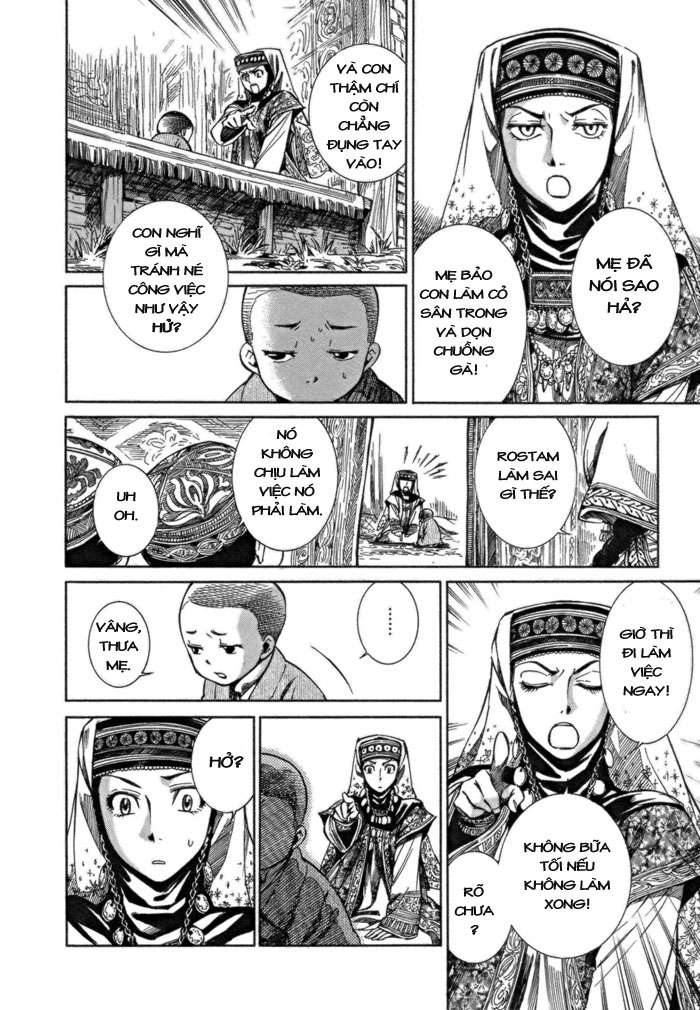 MẸ ĐÃ
NÓI SAO
HẢ?
MẸ BẢO
CON LÀM CỎ
SÂN TRONG
VÀ DỌN
CHUỒNG
GÀ!
VÀ CON
THẬM CHÍ
CÒN
CHẲNG
ĐỤNG TAY
VÀO!
CON NGHĨ
GÌ MÀ
TRÁNH NÉ
CÔNG VIỆC
NHƯ VẬY
HỬ?
ROSTAM
LÀM SAI
GÌ THẾ?
NÓ
KHÔNG
CHỊU LÀM
VIỆC NÓ
PHẢI LÀM.
UH
OH.
GIỜ THÌ
ĐI LÀM
VIỆC
NGAY!
KHÔNG BỮA
TỐI NẾU
KHÔNG LÀM
XONG!
RÕ
CHƯA
?
......
VÂNG,
THƯA
MẸ.
HỞ?